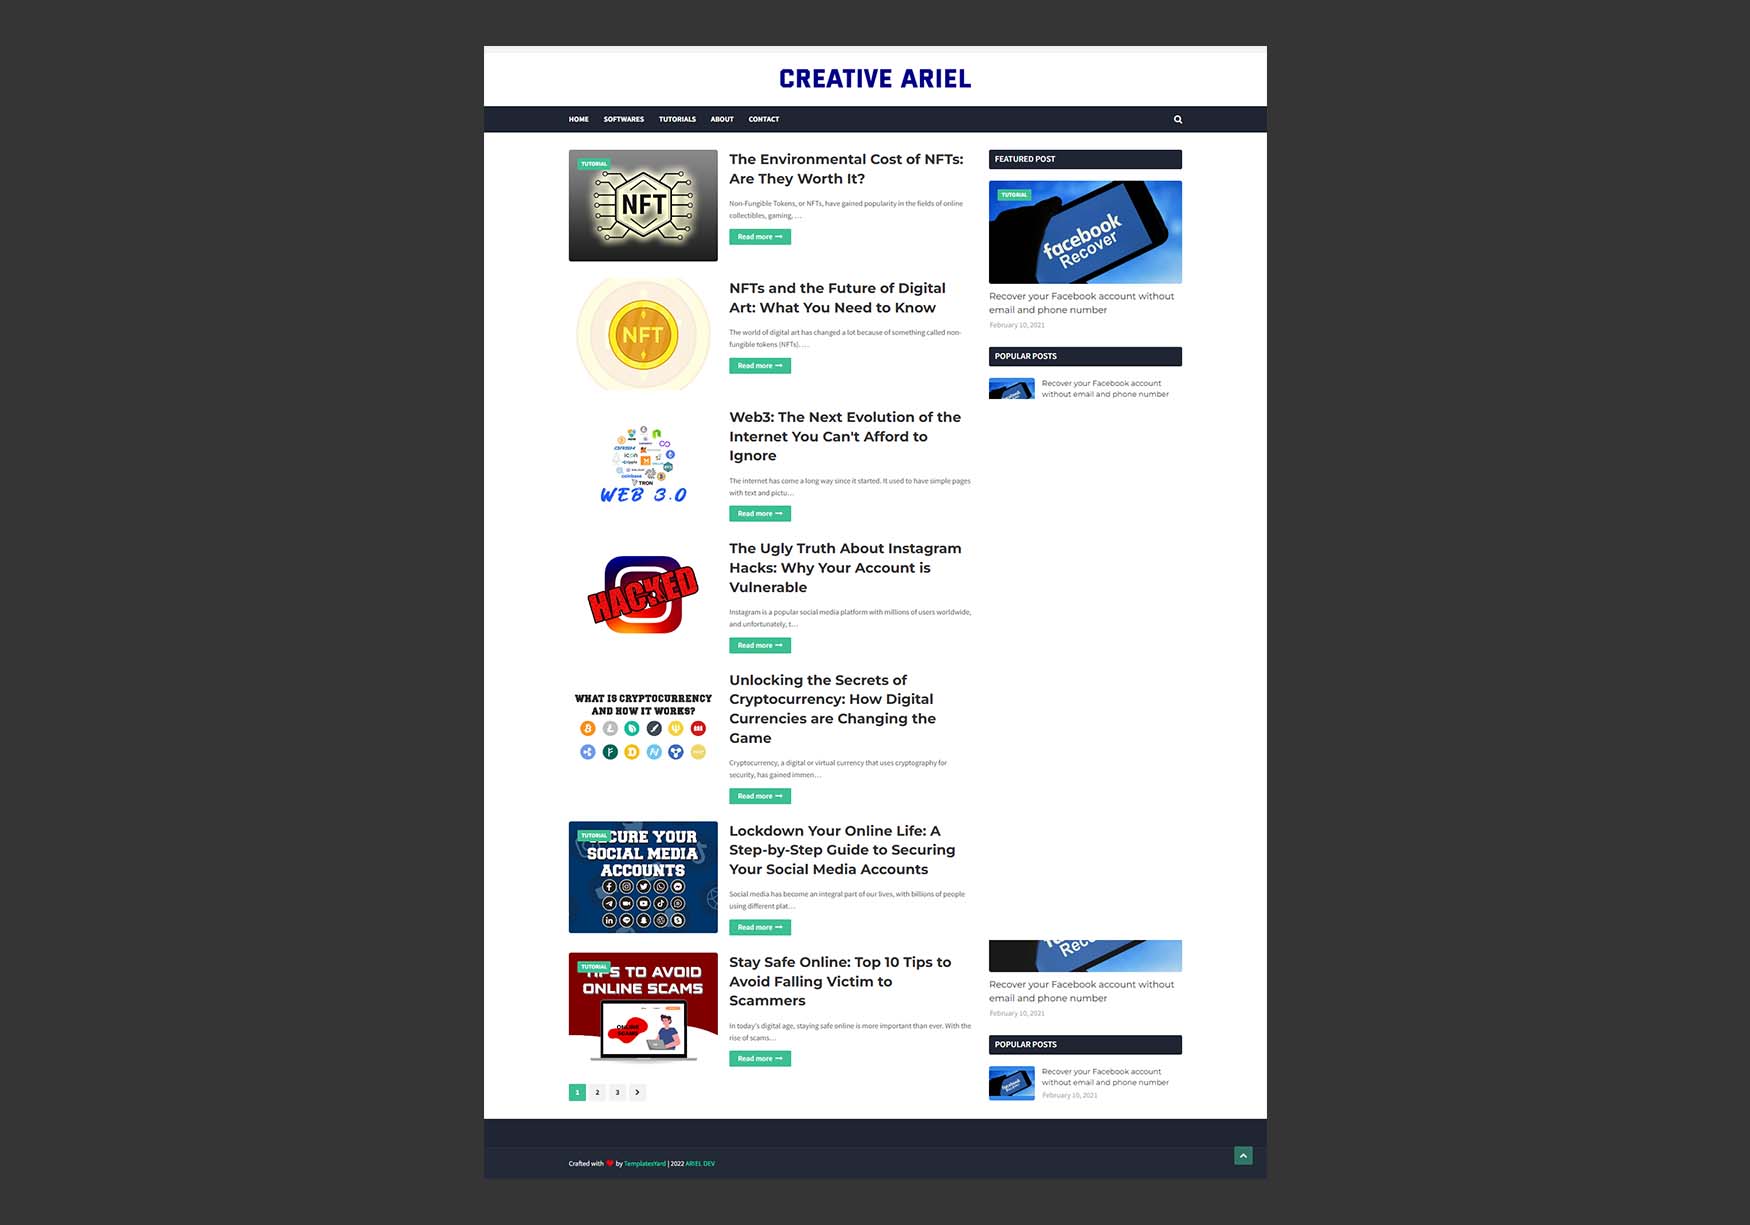 CREATIVE ARIEL
HOME SOFTWARES TUTORIALS ABOUT CONTACT
TUTORIAL
NFT
The Environmental Cost of NFTs:
Are They Worth It?
Non-Fungible Tokens, or NFTs, have gained popularity in the fields of online
collectibles, gaming, …
Read more
NFT
NFTs and the Future of Digital
Art: What You Need to Know
The world of digital art has changed a lot because of something called non-
fungible tokens (NFTs). …
Read more
TRON
WEB 3.0
Web3: The Next Evolution of the
Internet You Can't Afford to
Ignore
The internet has come a long way since it started. It used to have simple pages
with text and pictu…
Read more
HACKED
The Ugly Truth About Instagram
Hacks: Why Your Account is
Vulnerable
Instagram is a popular social media platform with millions of users worldwide,
and unfortunately, t…
Read more
WHAT IS CRYPTOCURRENCY
AND HOW IT WORKS?
Unlocking the Secrets of
Cryptocurrency: How Digital
Currencies are Changing the
Game
Cryptocurrency, a digital or virtual currency that uses cryptography for
security, has gained immen…
Read more
TUTORIAL
CURE YOUR
SOCIAL MEDIA
ACCOUNTS
Lockdown Your Online Life: A
Step-by-Step Guide to Securing
Your Social Media Accounts
Social media has become an integral part of our lives, with billions of people
using different plat…
Read more
TUTORIAL
TIPS TO AVOID
ONLINE SCAMS
ONLINE
SCAMS
Stay Safe Online: Top 10 Tips to
Avoid Falling Victim to
Scammers
In today's digital age, staying safe online is more important than ever. With the
rise of scams…
Read more
1 2 3
FEATURED POST
TUTORIAL
facebook
Recover
Recover your Facebook account without
email and phone number
February 10, 2021
POPULAR POSTS
Recover your Facebook account
without email and phone number
Recover your Facebook account without
email and phone number
February 10, 2021
POPULAR POSTS
Recover your Facebook account
without email and phone number
February 10, 2021
Crafted with ❤ by TemplatesYard | 2022 ARIEL DEV